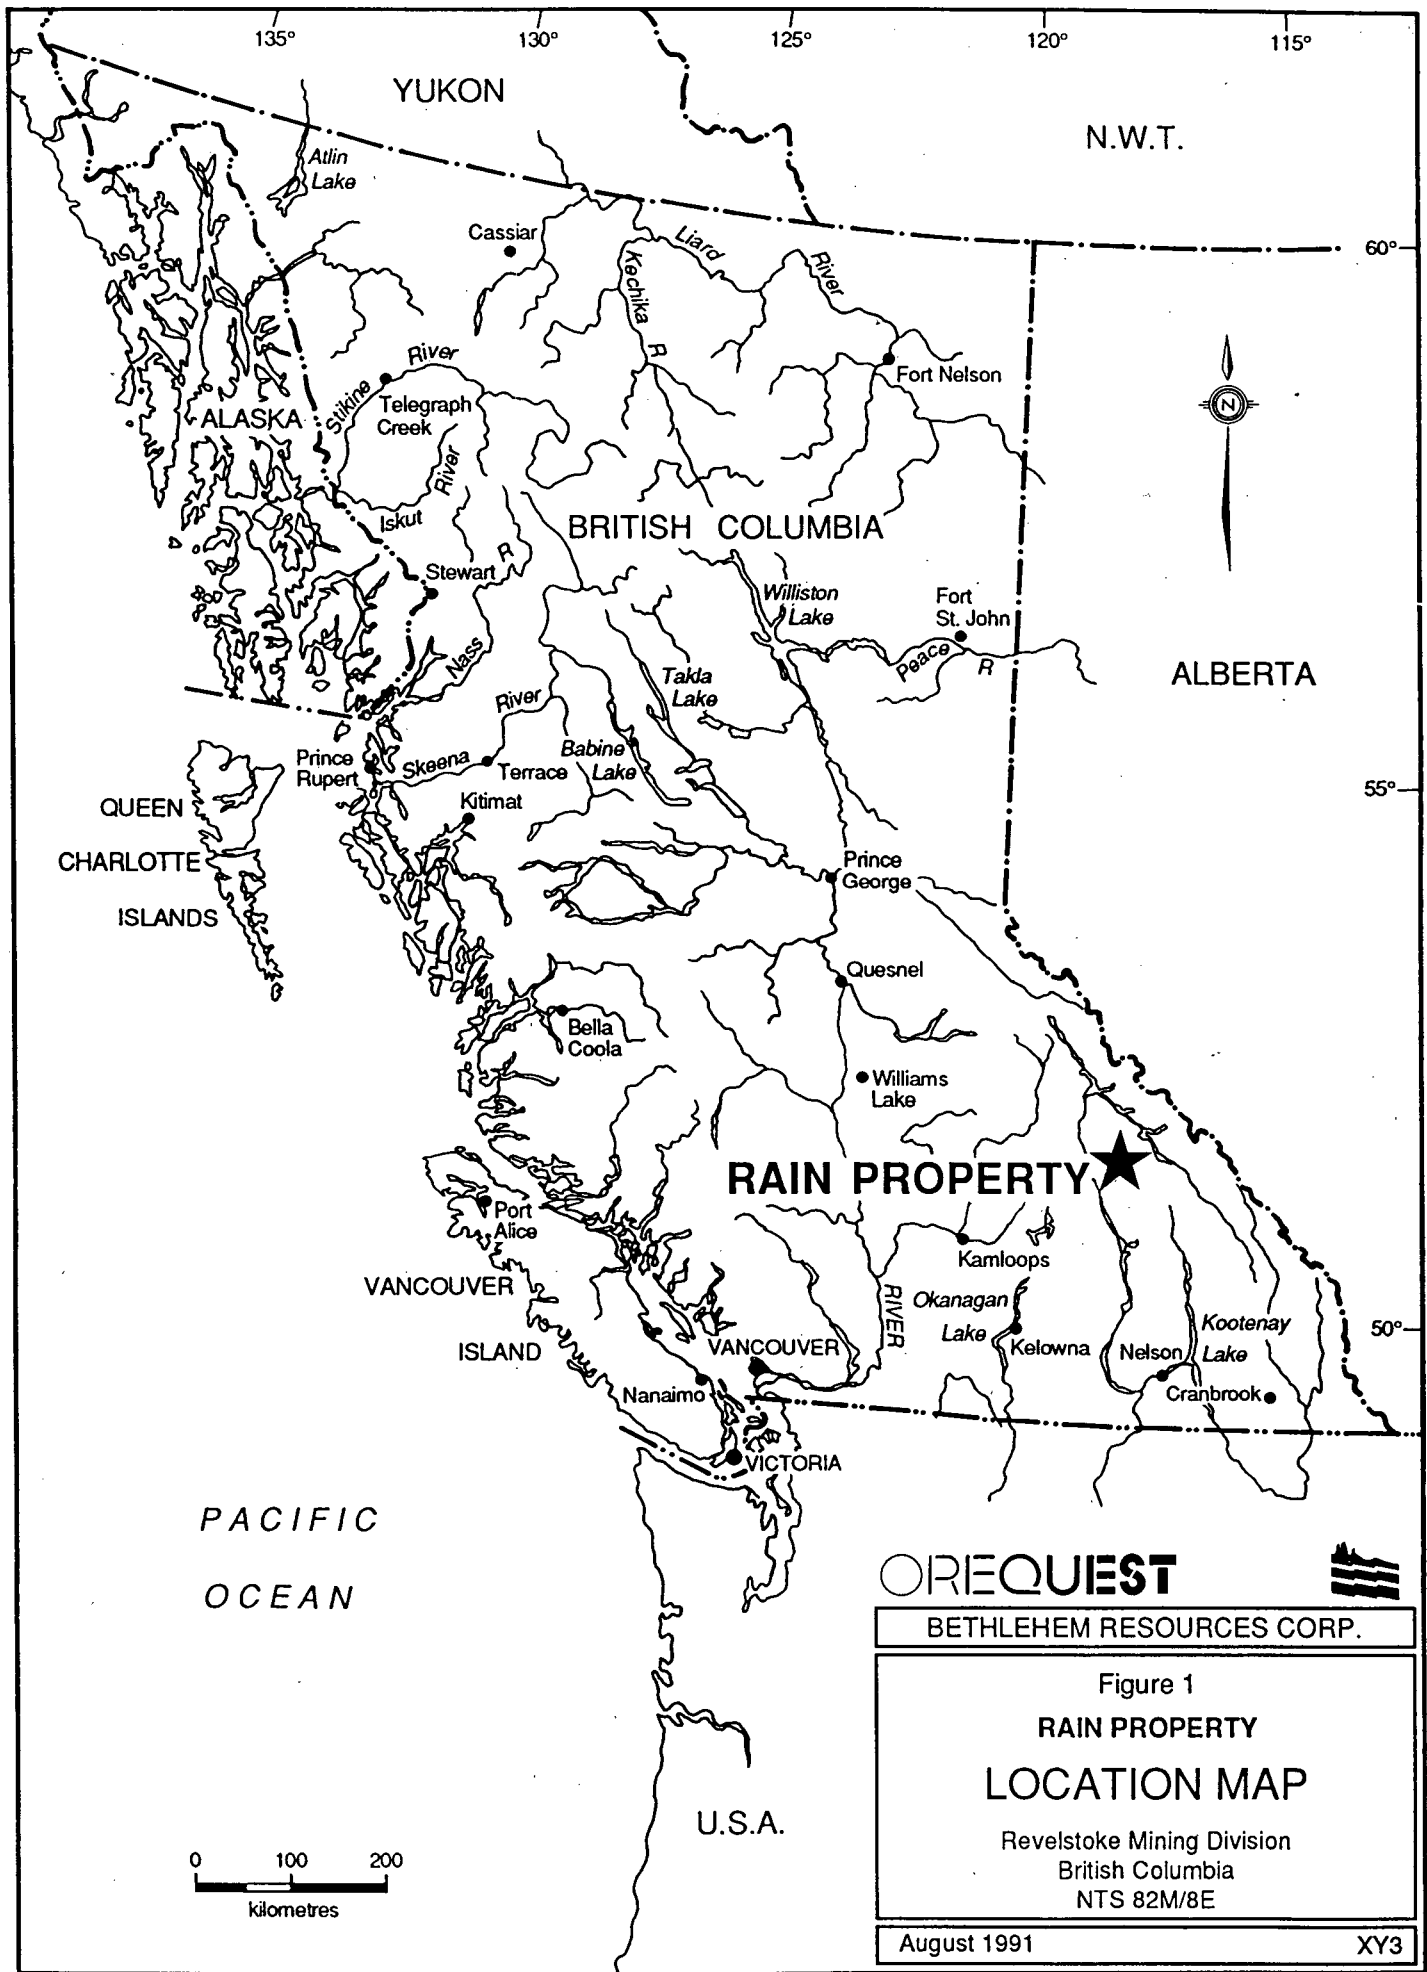 135° 130° 125° 120° 115°
YUKON
N.W.T.
Atlin
Lake
Cassiar
Liard
River
60°
Kechika
R
River
Stikine
Fort Nelson
Telegraph
Creek
ALASKA
N
River
Iskut
BRITISH COLUMBIA
R
Stewart
Williston
Lake
Fort
St. John
Nass
Peace
R
Takla
Lake
ALBERTA
River
Prince
Rupert
Skeena
Terrace
Babine
Lake
55°
Kitimat
QUEEN
CHARLOTTE
ISLANDS
Prince
George
Quesnel
Bella
Coola
Williams
Lake
RAIN PROPERTY
Port
Alice
Kamloops
VANCOUVER
ISLAND
RIVER
Okanagan
Lake
Kelowna
Kootenay
Lake
50°
VANCOUVER
Nelson
Nanaimo
Cranbrook
VICTORIA
PACIFIC
OCEAN
OREQUEST
BETHLEHEM RESOURCES CORP.
Figure 1
RAIN PROPERTY
LOCATION MAP
U.S.A.
Revelstoke Mining Division
British Columbia
NTS 82M/8E
0 100 200
kilometres
August 1991 XY3